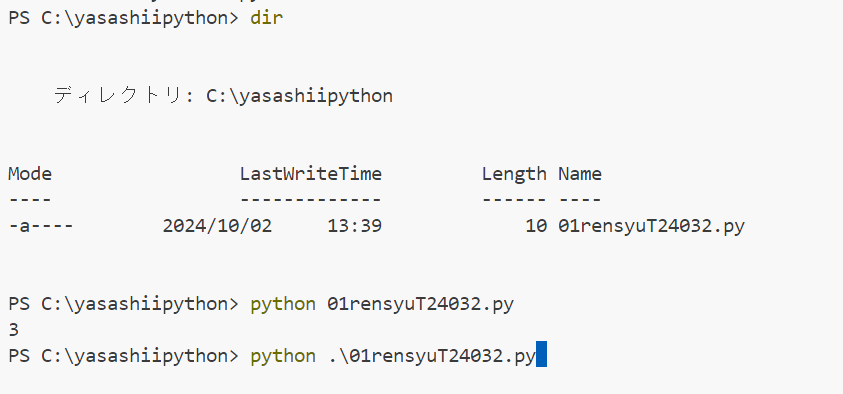 PS C:\yasashiipython> dir
ディレクトリ: C:\yasashiipython
Mode LastWriteTime Length Name
---- ------------- ------ ----
-a---- 2024/10/02 13:39 10 01rensyuT24032.py
PS C:\yasashiipython> python 01rensyuT24032.py
3
PS C:\yasashiipython> python .\01rensyuT24032.py